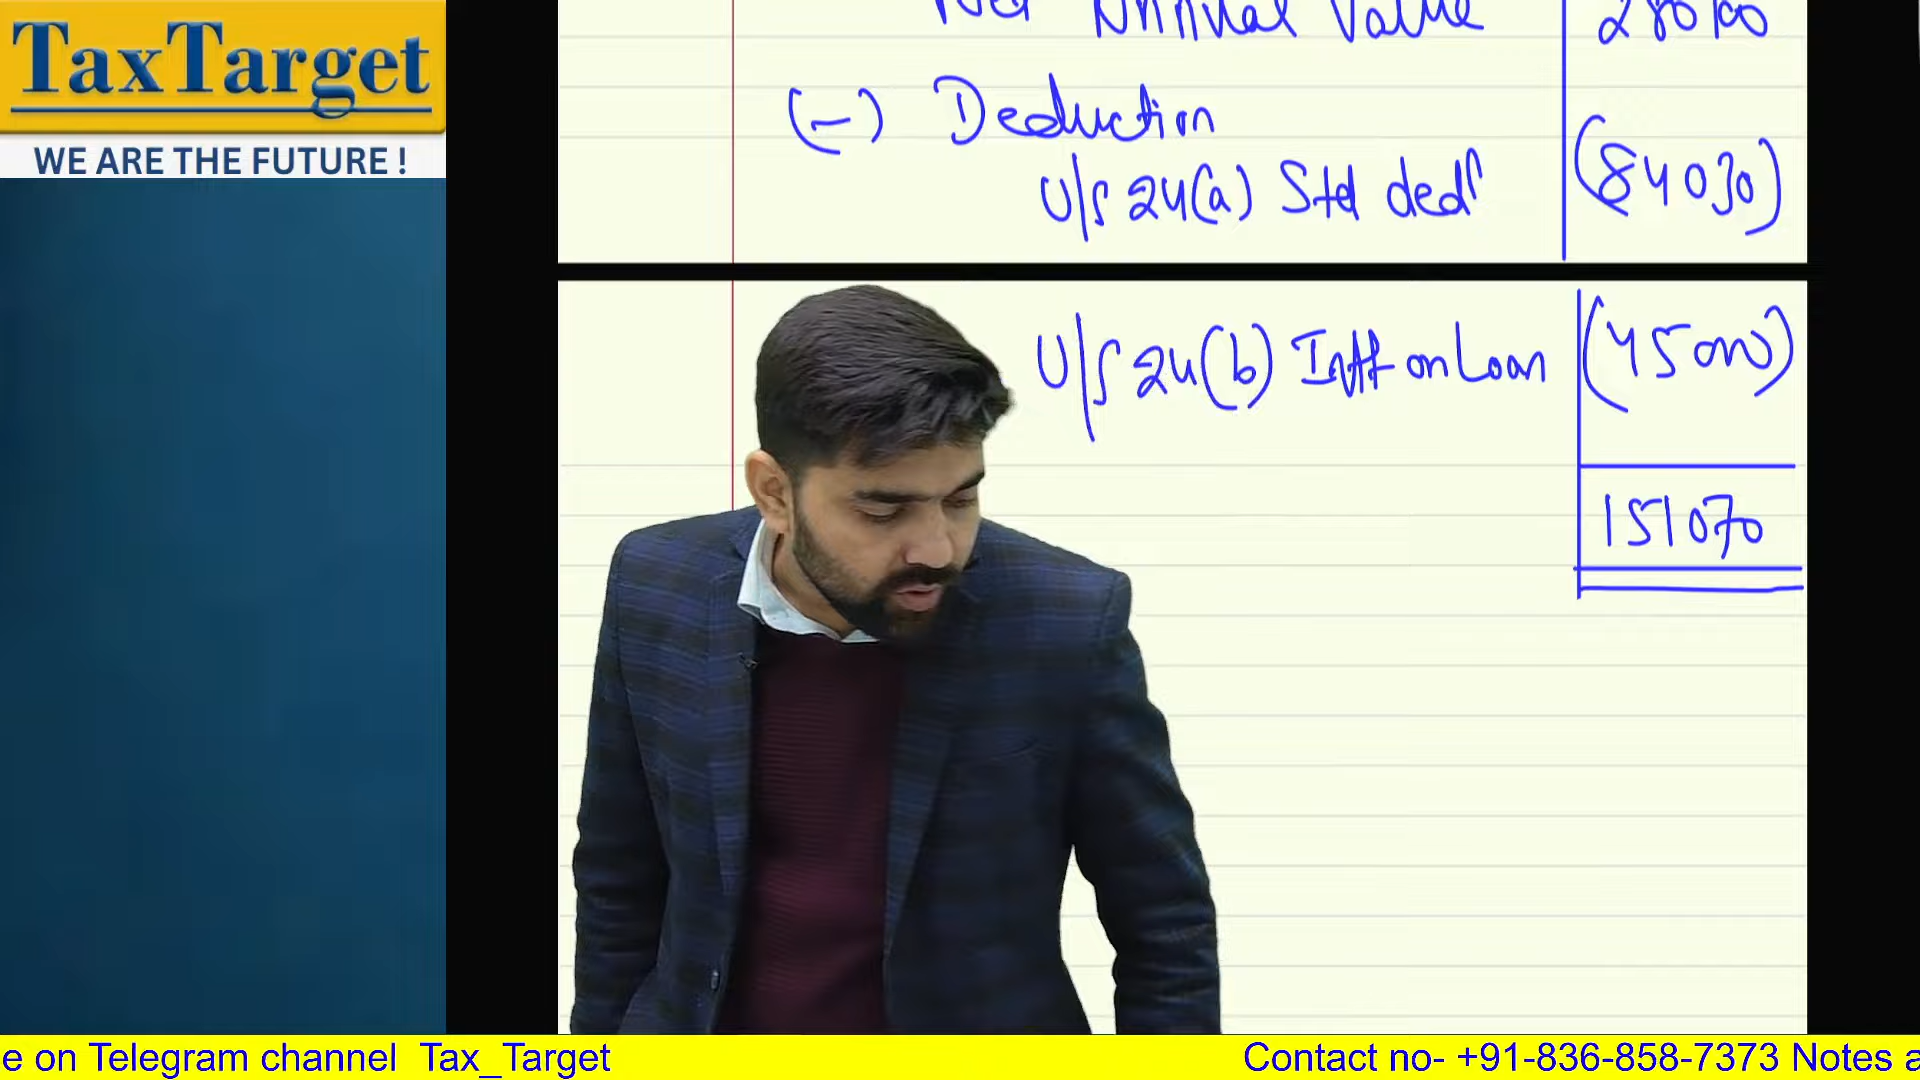 TaxTarget
WE ARE THE FUTURE !
Net Annual Value 280100
(-) Deduction
U/s 24(a) Std dedn (84030)
U/s 24(b) Intt on Loan (45000)
151070
e on Telegram channel Tax_Target
Contact no- +91-836-858-7373 Notes a